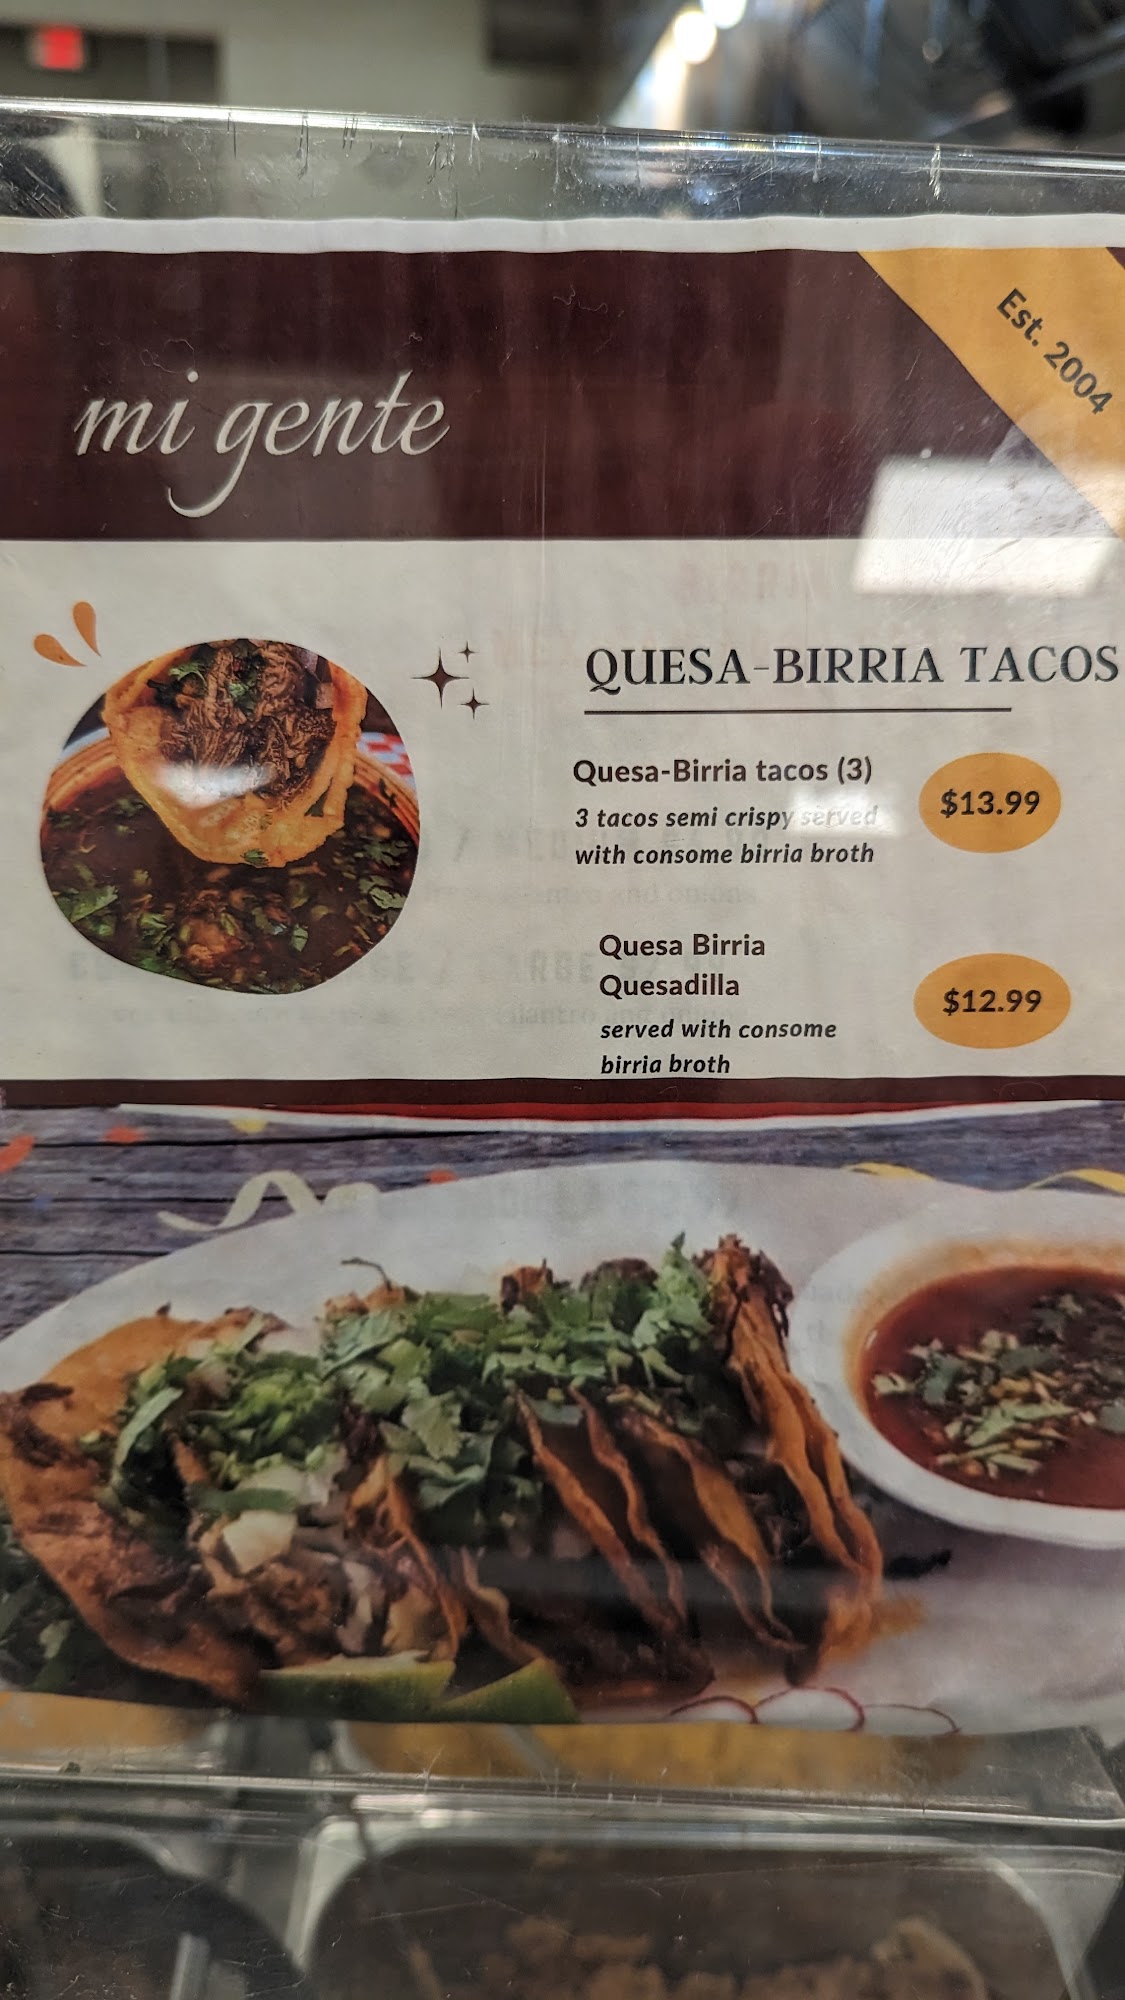 mi gente
Est. 2004
QUESA-BIRRIA TACOS
Quesa-Birria tacos (3)
$13.99
3 tacos semi crispy served
with consome birria broth
Quesa Birria
Quesadilla
$12.99
served with consome
birria broth